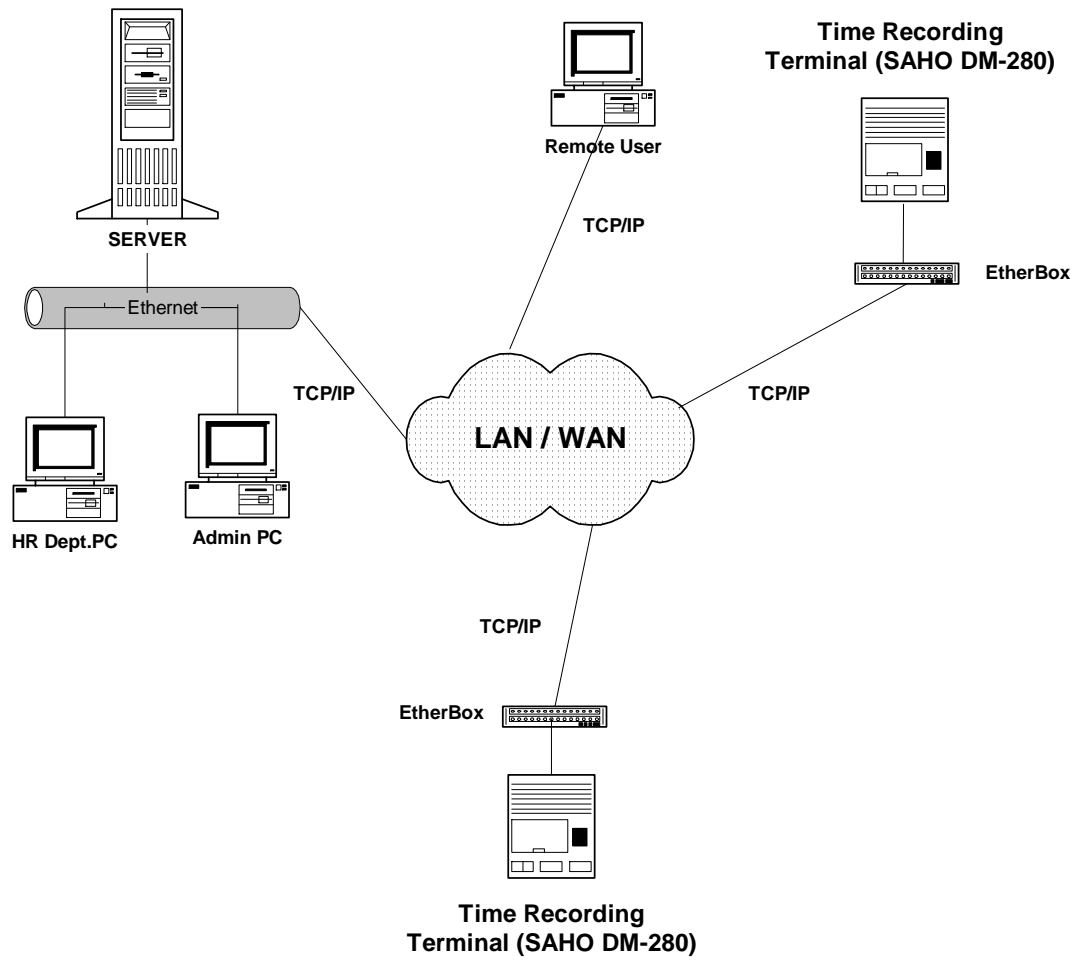 Time Recording
Terminal (SAHO DM-280)
Remote User
TCP/IP
SERVER
EtherBox
Ethernet
TCP/IP
TCP/IP
LAN / WAN
HR Dept.PC
Admin PC
TCP/IP
EtherBox
Time Recording
Terminal (SAHO DM-280)